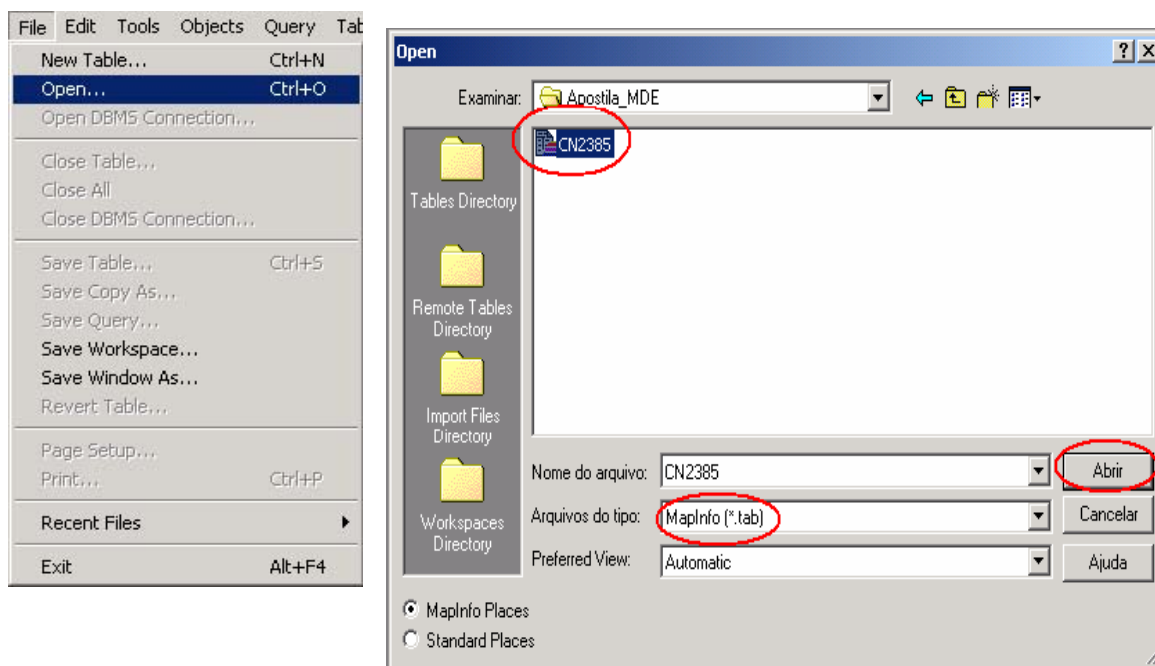 File Edit Tools Objects Query Tab
New Table... Ctrl+N
Open... Ctrl+O
Open DBMS Connection...
Close Table...
Close All
Close DBMS Connection...
Save Table... Ctrl+S
Save Copy As...
Save Query...
Save Workspace...
Save Window As...
Revert Table...
Page Setup...
Print... Ctrl+P
Recent Files
Exit Alt+F4
Open
Examinar: Apostila_MDE
CN2385
Tables Directory
Remote Tables
Directory
Import Files
Directory
Workspaces
Directory
Nome do arquivo: CN2385 Abrir
Arquivos do tipo: MapInfo (*.tab) Cancelar
Preferred View: Automatic Ajuda
MapInfo Places
Standard Places